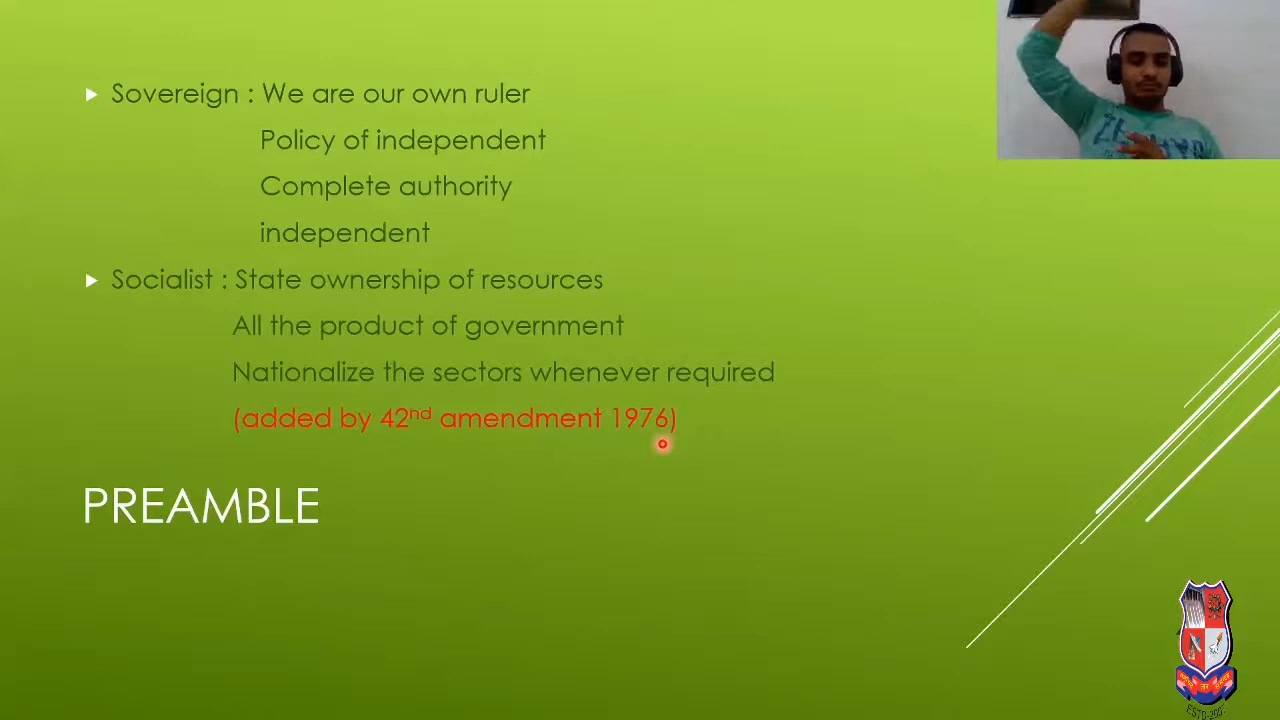 Sovereign : We are our own ruler
Policy of independent
Complete authority
independent
Socialist : State ownership of resources
All the product of government
Nationalize the sectors whenever required
(added by 42nd amendment 1976)
PREAMBLE